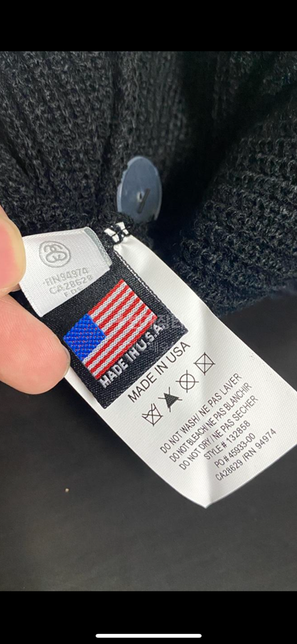 RN94974
CA28629
MADE IN U.S.A
MADE IN USA
DO NOT WASH/ NE PAS LAVER
DO NOT BLEACH/NE PAS BLANCHIR
DO NOT DRY/ NE PAS SECHER
STYLE # 132858
PO # 45933-00
CA28629 /RN 94974